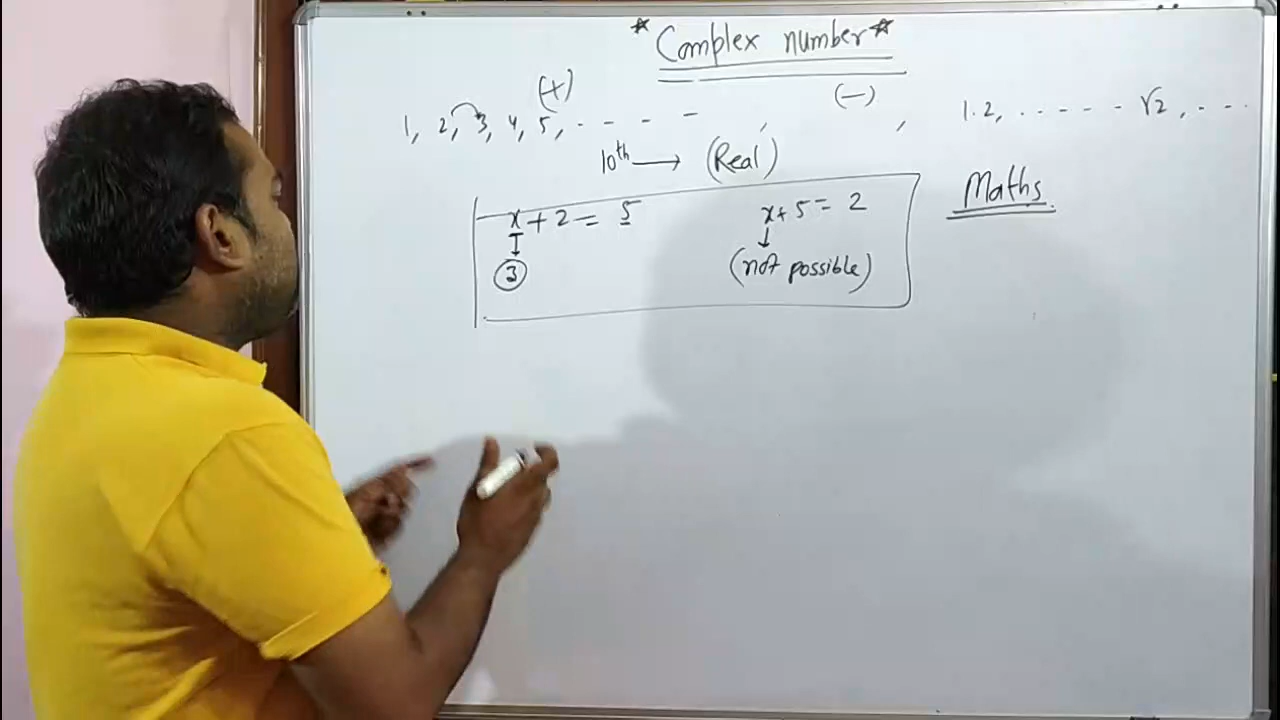 *Complex number*
(+) (-)
1, 2, 3, 4, 5, - - - - , , 1.2, ...... √2, - - -
10th → (Real)
Maths
x + 2 = 5 x + 5 = 2
3 (not possible)